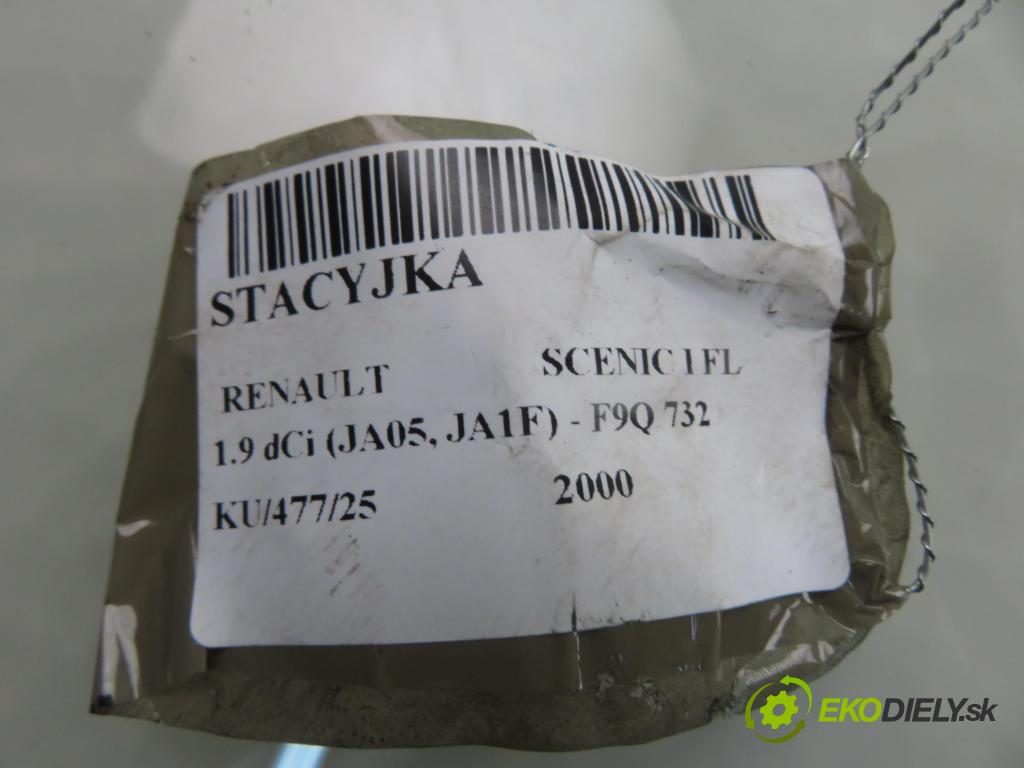 STACYJKA
RENAULT SCENIC I FL
1.9 dCi (JA05, JA1F) - F9Q 732
KU/477/25 2000
EKODIELY.sk